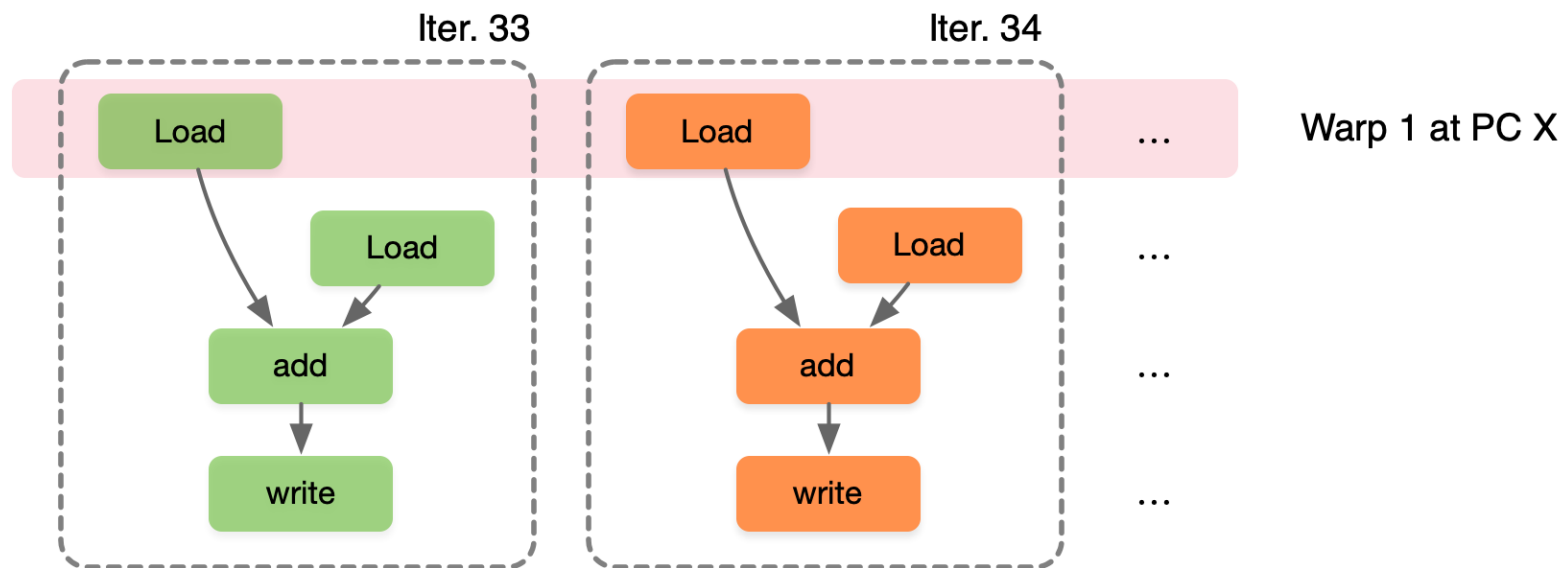 Iter. 33 Iter. 34
Load Load ... Warp 1 at PC X
Load Load ...
add add ...
write write ...